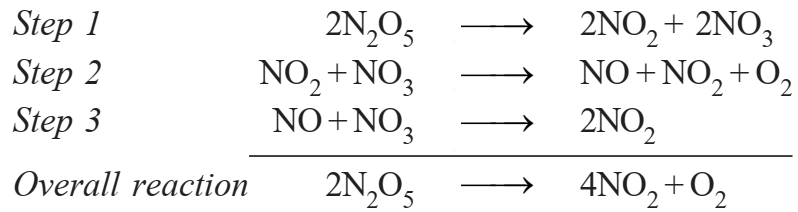 Step 1 2N₂O₅ ⟶ 2NO₂ + 2NO₃
Step 2 NO₂ + NO₃ ⟶ NO + NO₂ + O₂
Step 3 NO + NO₃ ⟶ 2NO₂
Overall reaction 2N₂O₅ ⟶ 4NO₂ + O₂